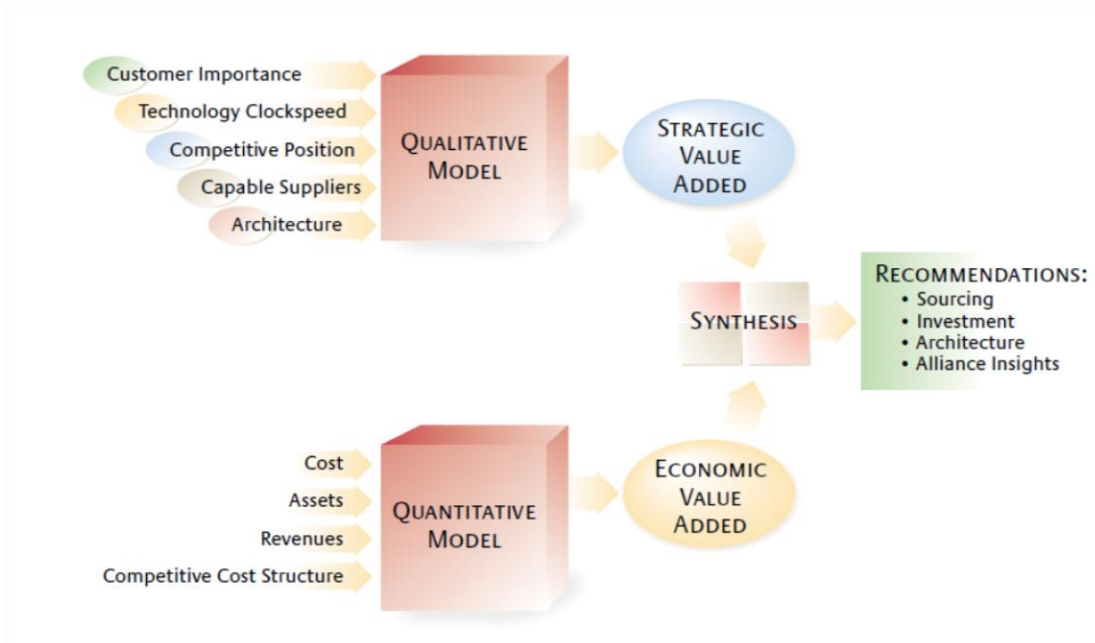 Customer Importance
Technology Clockspeed
Competitive Position
Capable Suppliers
Architecture
QUALITATIVE
MODEL
STRATEGIC
VALUE
ADDED
SYNTHESIS
RECOMMENDATIONS:
• Sourcing
• Investment
• Architecture
• Alliance Insights
Cost
Assets
Revenues
Competitive Cost Structure
QUANTITATIVE
MODEL
ECONOMIC
VALUE
ADDED